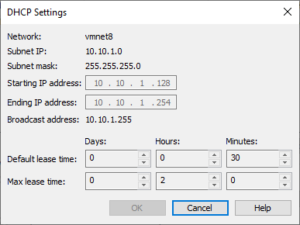 DHCP Settings
Network: vmnet8
Subnet IP: 10.10.1.0
Subnet mask: 255.255.255.0
Starting IP address: 10 . 10 . 1 . 128
Ending IP address: 10 . 10 . 1 . 254
Broadcast address: 10.10.1.255
Days: Hours: Minutes:
Default lease time: 0 0 30
Max lease time: 0 2 0
OK Cancel Help